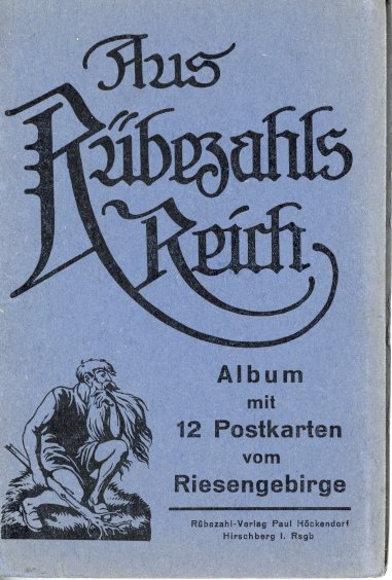 Aus
Rübezahls
Reich
Album
mit
12 Postkarten
vom
Riesengebirge
Rübezahl-Verlag Paul Höckendorf
Hirschberg i. Rsgb